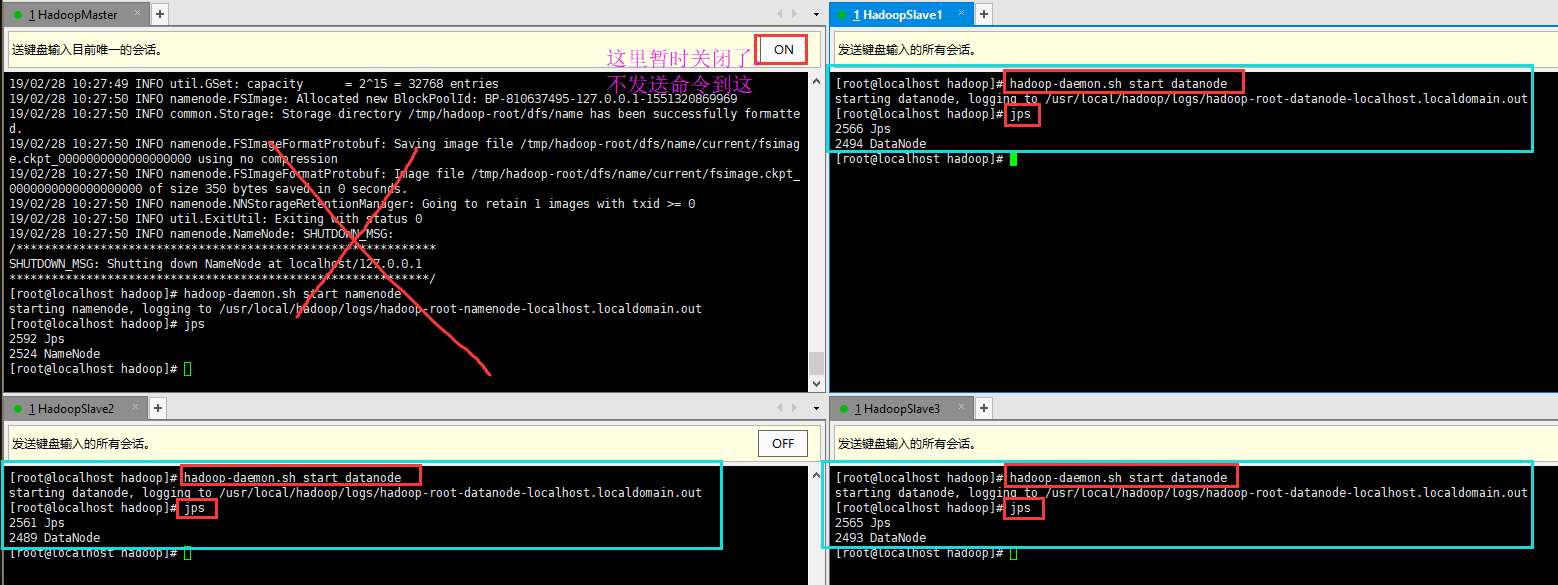 1 HadoopMaster
送键盘输入目前唯一的会话。
ON
这里暂时关闭了，
不发送命令到这
19/02/28 10:27:49 INFO util.GSet: capacity      = 2^15 = 32768 entries
19/02/28 10:27:50 INFO namenode.FSImage: Allocated new BlockPoolId: BP-810637495-127.0.0.1-1551320869969
19/02/28 10:27:50 INFO common.Storage: Storage directory /tmp/hadoop-root/dfs/name has been successfully formatte
d.
19/02/28 10:27:50 INFO namenode.FSImageFormatProtobuf: Saving image file /tmp/hadoop-root/dfs/name/current/fsimag
e.ckpt_0000000000000000000 using no compression
19/02/28 10:27:50 INFO namenode.FSImageFormatProtobuf: Image file /tmp/hadoop-root/dfs/name/current/fsimage.ckpt_
0000000000000000000 of size 350 bytes saved in 0 seconds.
19/02/28 10:27:50 INFO namenode.NNStorageRetentionManager: Going to retain 1 images with txid >= 0
19/02/28 10:27:50 INFO util.ExitUtil: Exiting with status 0
19/02/28 10:27:50 INFO namenode.NameNode: SHUTDOWN_MSG:
/************************************************************
SHUTDOWN_MSG: Shutting down NameNode at localhost/127.0.0.1
************************************************************/
[root@localhost hadoop]# hadoop-daemon.sh start namenode
starting namenode, logging to /usr/local/hadoop/logs/hadoop-root-namenode-localhost.localdomain.out
[root@localhost hadoop]# jps
2592 Jps
2524 NameNode
[root@localhost hadoop]#
1 HadoopSlave1
发送键盘输入的所有会话。
[root@localhost hadoop]# hadoop-daemon.sh start datanode
starting datanode, logging to /usr/local/hadoop/logs/hadoop-root-datanode-localhost.localdomain.out
[root@localhost hadoop]# jps
2566 Jps
2494 DataNode
[root@localhost hadoop]#
1 HadoopSlave2
发送键盘输入的所有会话。
OFF
[root@localhost hadoop]# hadoop-daemon.sh start datanode
starting datanode, logging to /usr/local/hadoop/logs/hadoop-root-datanode-localhost.localdomain.out
[root@localhost hadoop]# jps
2561 Jps
2489 DataNode
[root@localhost hadoop]#
1 HadoopSlave3
发送键盘输入的所有会话。
[root@localhost hadoop]# hadoop-daemon.sh start datanode
starting datanode, logging to /usr/local/hadoop/logs/hadoop-root-datanode-localhost.localdomain.out
[root@localhost hadoop]# jps
2565 Jps
2493 DataNode
[root@localhost hadoop]#